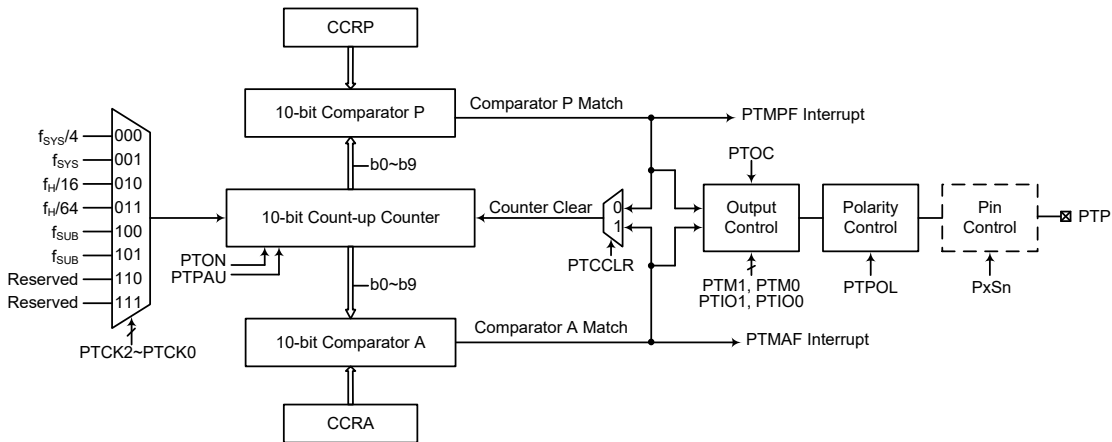 CCRP
10-bit Comparator P
Comparator P Match
PTMPF Interrupt
fSYS/4 000
fSYS 001
fH/16 010
fH/64 011
fSUB 100
fSUB 101
Reserved 110
Reserved 111
PTCK2~PTCK0
b0~b9
10-bit Count-up Counter
PTON
PTPAU
Counter Clear
0
1
PTCCLR
PTOC
Output
Control
PTM1, PTM0
PTIO1, PTIO0
Polarity
Control
PTPOL
Pin
Control
PxSn
PTP
b0~b9
10-bit Comparator A
Comparator A Match
PTMAF Interrupt
CCRA